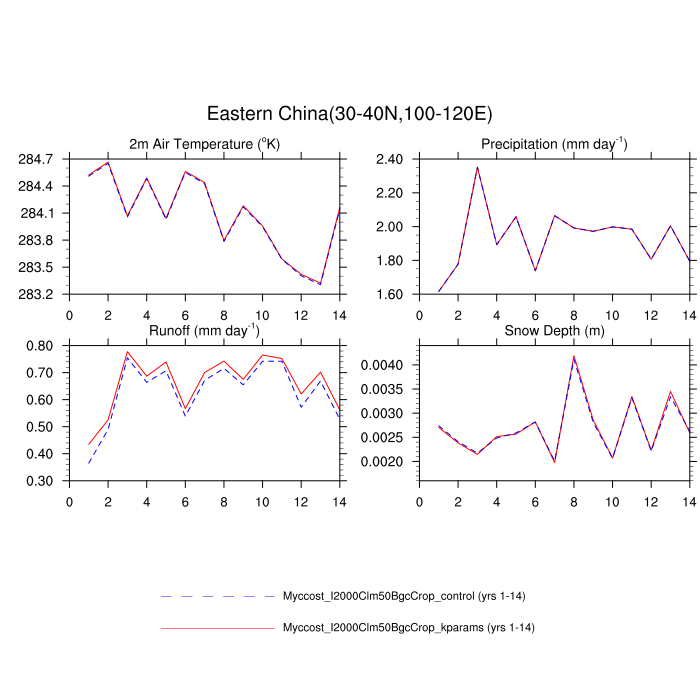 Eastern China(30-40N,100-120E)
2m Air Temperature (°K)
284.7
284.4
284.1
283.8
283.5
283.2
0 2 4 6 8 10 12 14
Precipitation (mm day⁻¹)
2.40
2.20
2.00
1.80
1.60
0 2 4 6 8 10 12 14
Runoff (mm day⁻¹)
0.80
0.70
0.60
0.50
0.40
0.30
0 2 4 6 8 10 12 14
Snow Depth (m)
0.0040
0.0035
0.0030
0.0025
0.0020
0 2 4 6 8 10 12 14
Myccost_I2000Clm50BgcCrop_control (yrs 1-14)
Myccost_I2000Clm50BgcCrop_kparams (yrs 1-14)